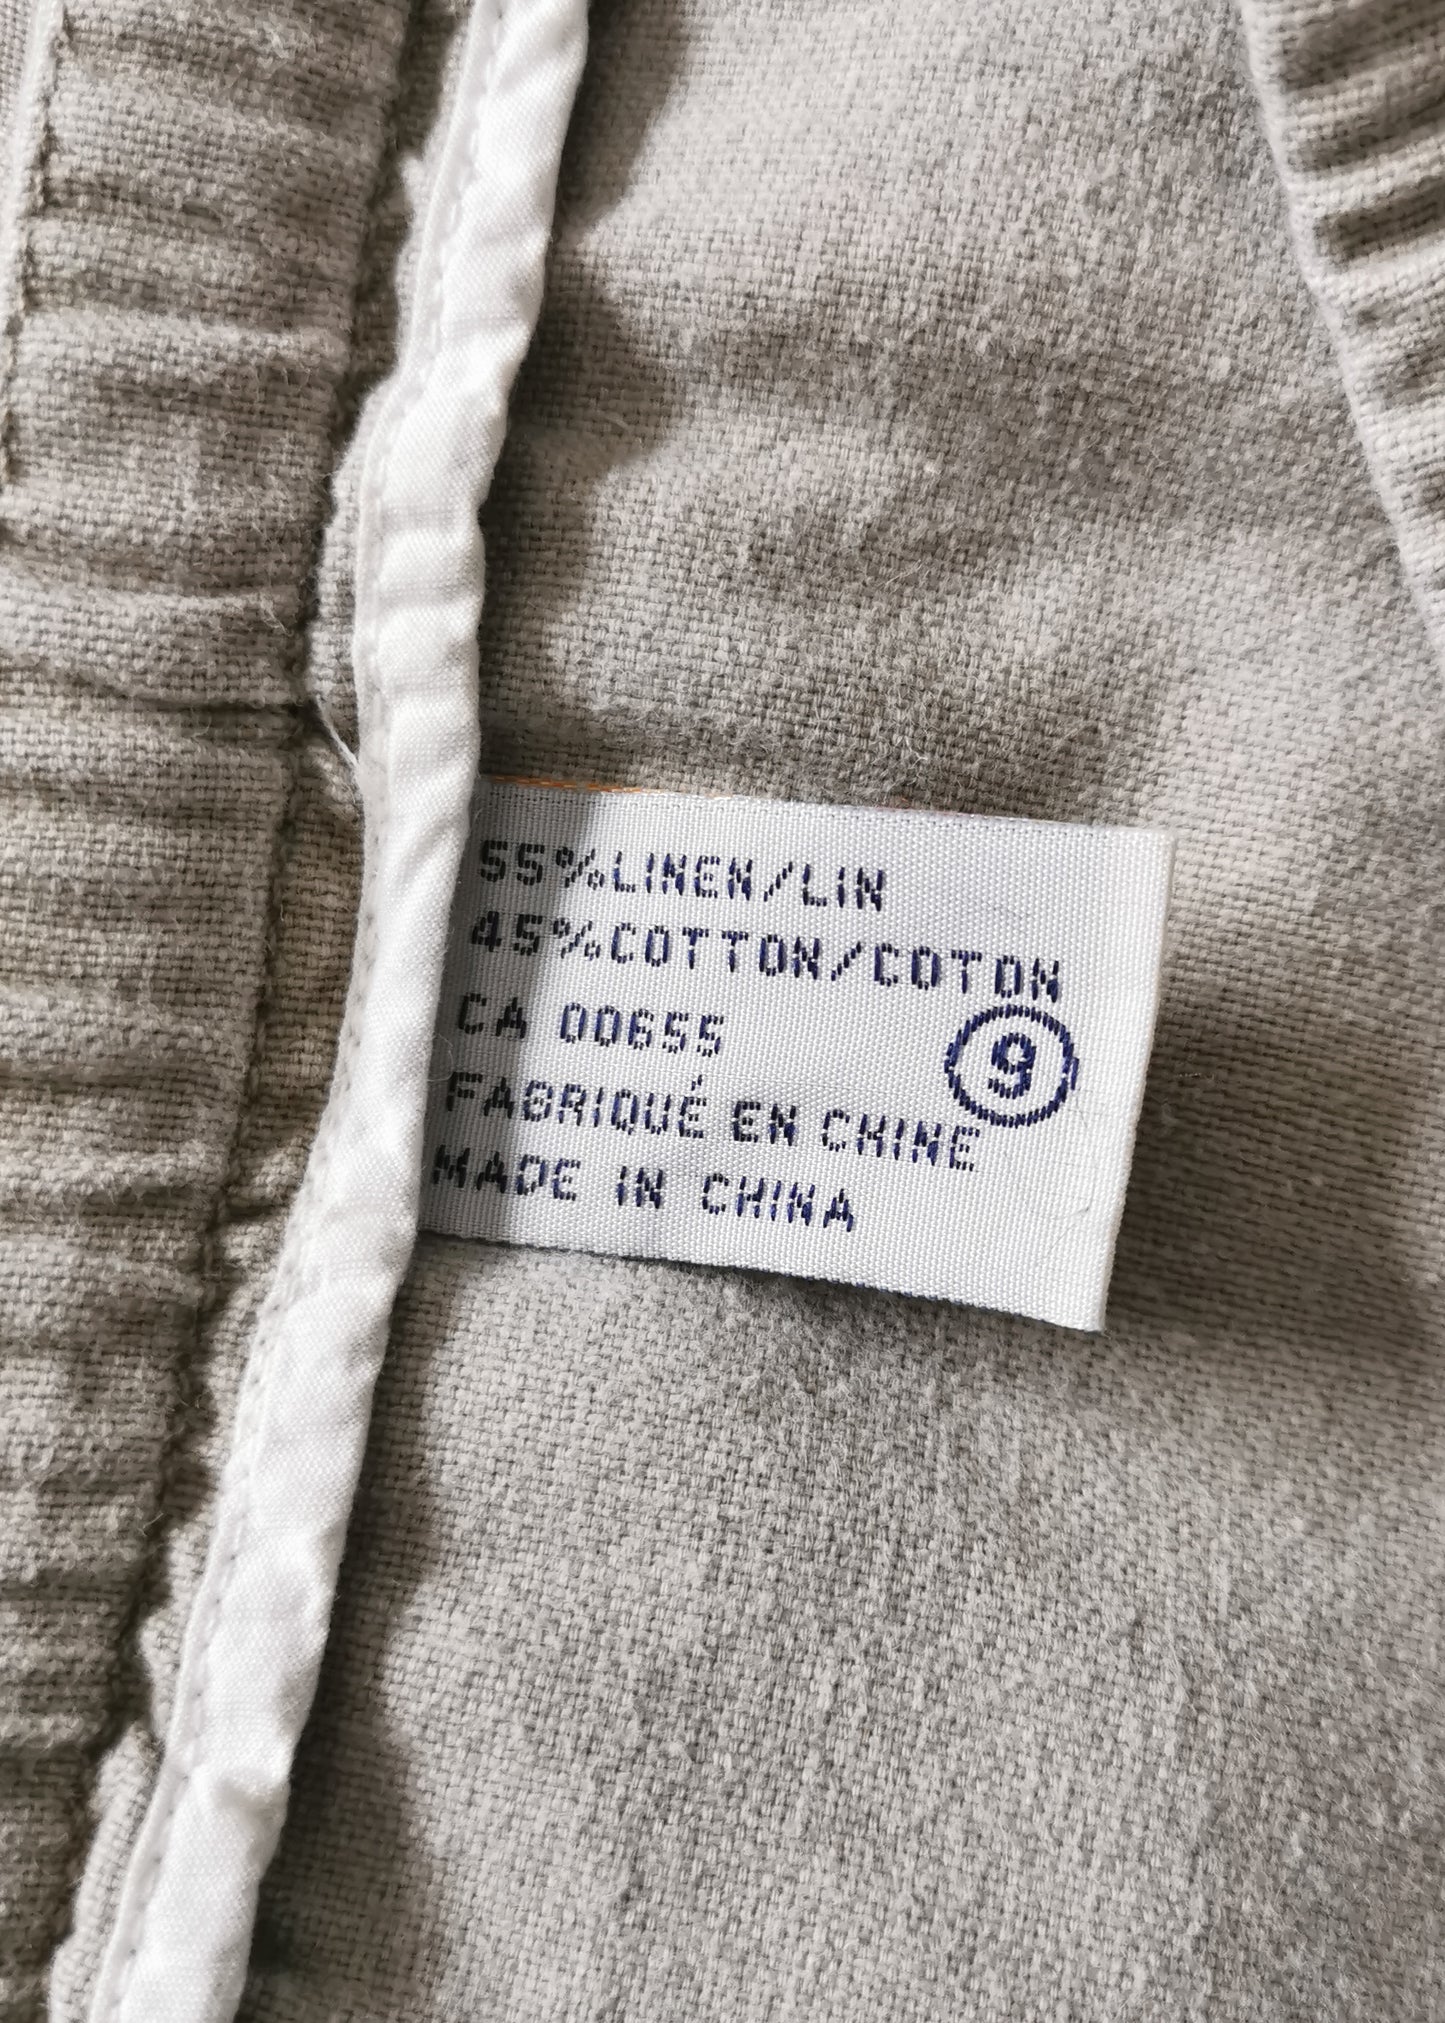 55%LINEN/LIN
45%COTTON/COTON
CA 00655
9
FABRIQUÉ EN CHINE
MADE IN CHINA